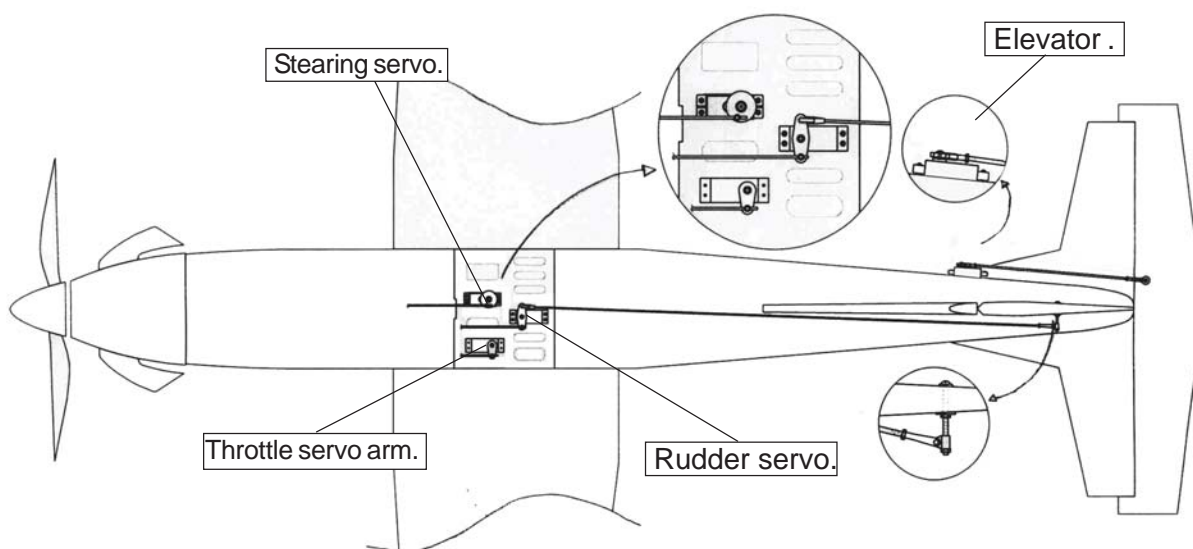 Elevator .
Stearing servo.
Throttle servo arm.
Rudder servo.